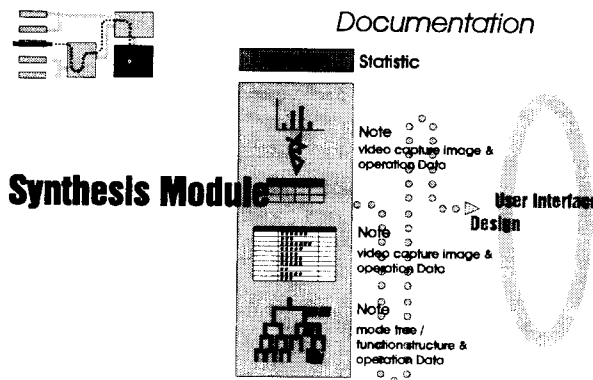 Documentation
Statistic
Note
video capture image &
operation Data
Synthesis Module
User Interface
Design
Note
video capture image &
operation Data
Note
mode tree /
function structure &
operation Data